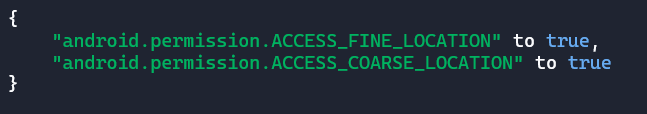 {
"android.permission.ACCESS_FINE_LOCATION" to true,
"android.permission.ACCESS_COARSE_LOCATION" to true
}